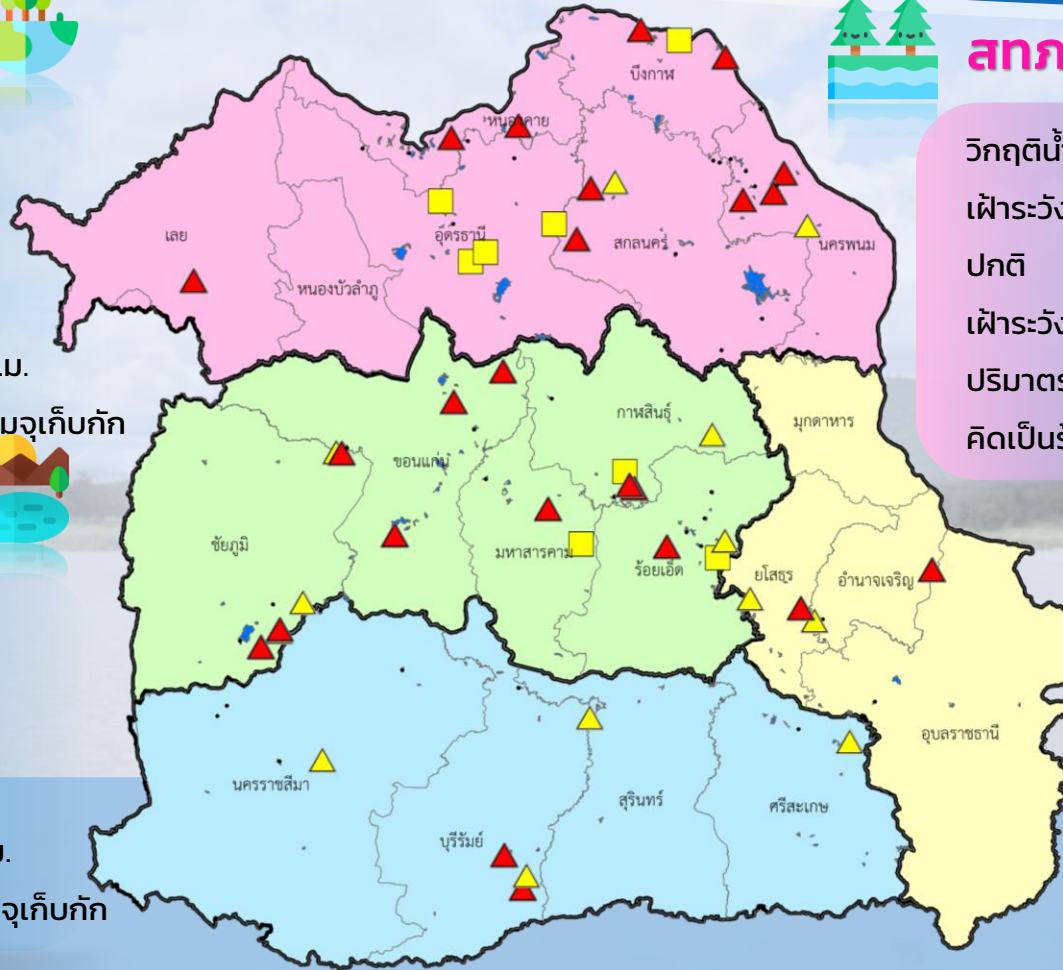 สทภ
วิกฤติน้ำ
เฝ้าระวัง
ปกติ
เฝ้าระวัง
ปริมาตร
คิดเป็นร้
.ม.
มจุเก็บกัก
ม.
จุเก็บกัก
บึงกาฬ
หนองคาย
เลย
อุดรธานี
สกลนคร
นครพนม
หนองบัวลำภู
กาฬสินธุ์
มุกดาหาร
ขอนแก่น
ชัยภูมิ
มหาสารคาม
ร้อยเอ็ด
ยโสธร
อำนาจเจริญ
อุบลราชธานี
นครราชสีมา
สุรินทร์
ศรีสะเกษ
บุรีรัมย์